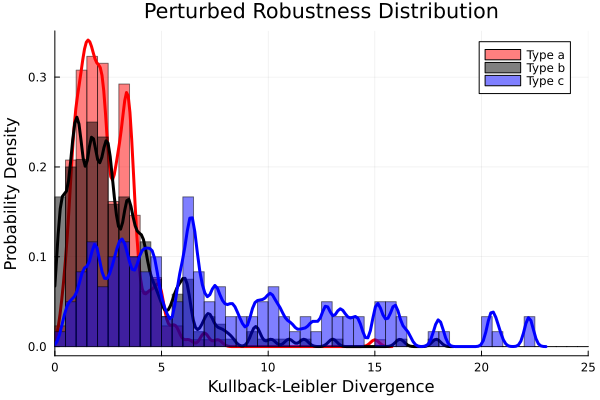 Perturbed Robustness Distribution
Type a
Type b
Type c
Probability Density
0.3
0.2
0.1
0.0
0 5 10 15 20 25
Kullback-Leibler Divergence